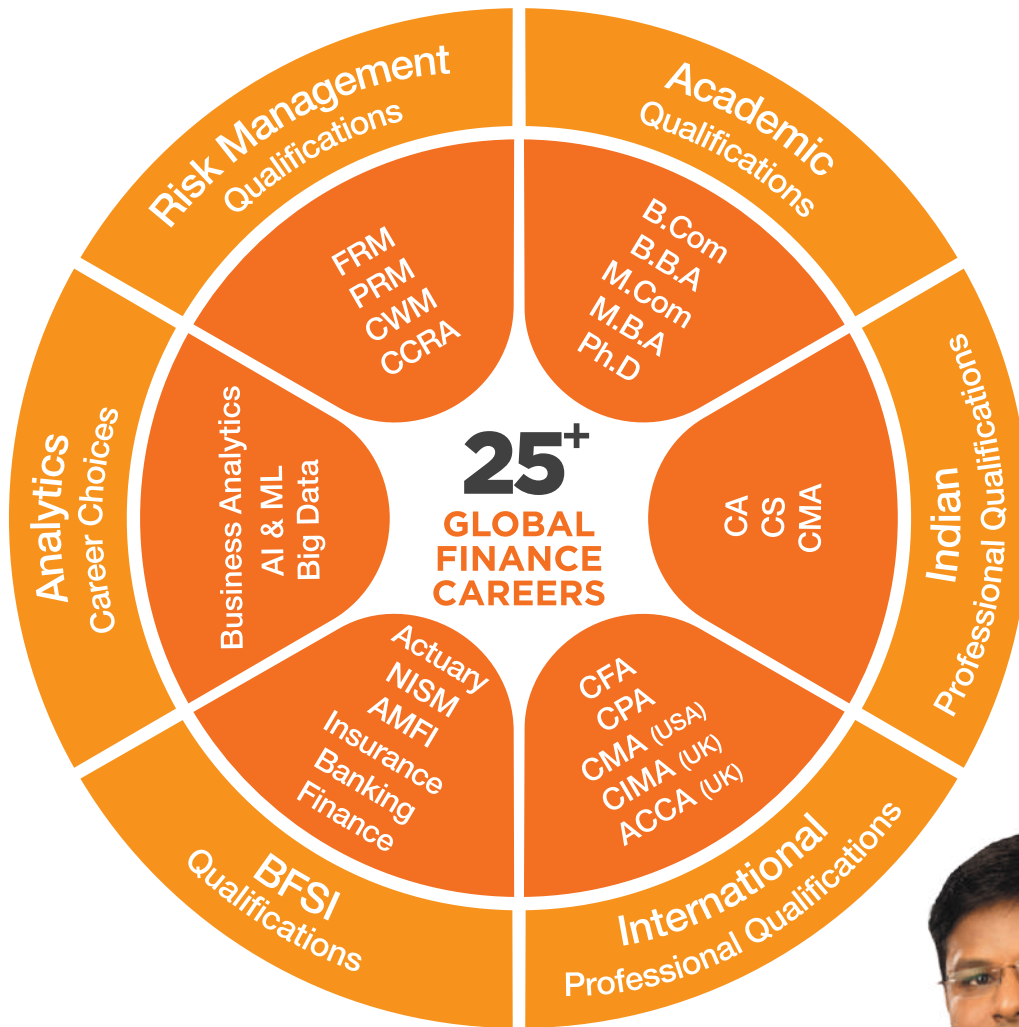 Risk Management
Qualifications
FRM
PRM
CWM
CCRA
Academic
Qualifications
B.Com
B.B.A
M.Com
M.B.A
Ph.D
Indian
Professional Qualifications
CA
CS
CMA
International
Professional Qualifications
CFA
CPA
CMA (USA)
CIMA (UK)
ACCA (UK)
BFSI
Qualifications
Actuary
NISM
AMFI
Insurance
Banking
Finance
Analytics
Career Choices
Business Analytics
AI & ML
Big Data
25+
GLOBAL
FINANCE
CAREERS